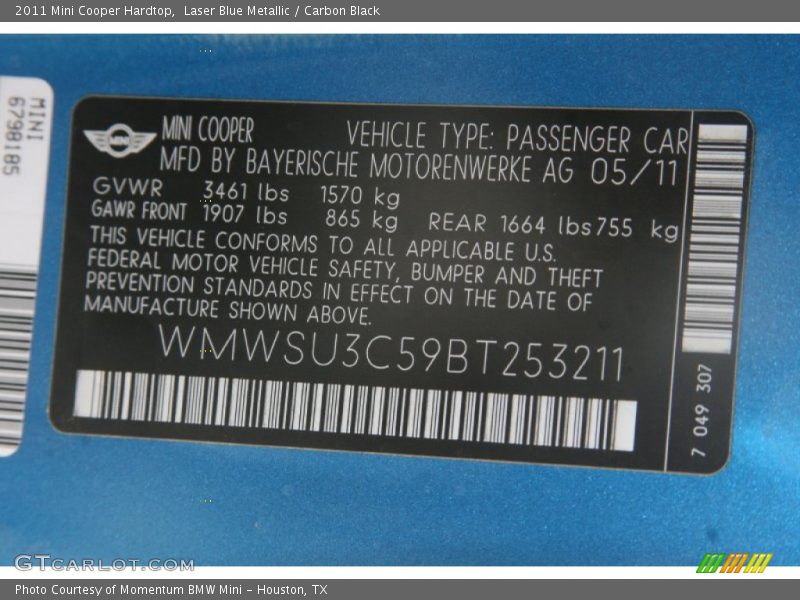 2011 Mini Cooper Hardtop,  Laser Blue Metallic / Carbon Black
MINI
6798185
MINI
MINI COOPER
VEHICLE TYPE: PASSENGER CAR
MFD BY BAYERISCHE MOTORENWERKE AG 05/11
GVWR 3461 lbs 1570 kg
GAWR FRONT 1907 lbs 865 kg REAR 1664 lbs 755 kg
THIS VEHICLE CONFORMS TO ALL APPLICABLE U.S.
FEDERAL MOTOR VEHICLE SAFETY, BUMPER AND THEFT
PREVENTION STANDARDS IN EFFECT ON THE DATE OF
MANUFACTURE SHOWN ABOVE.
WMWSU3C59BT253211
7 049 307
GTCARLOT.COM
Photo Courtesy of Momentum BMW Mini - Houston, TX